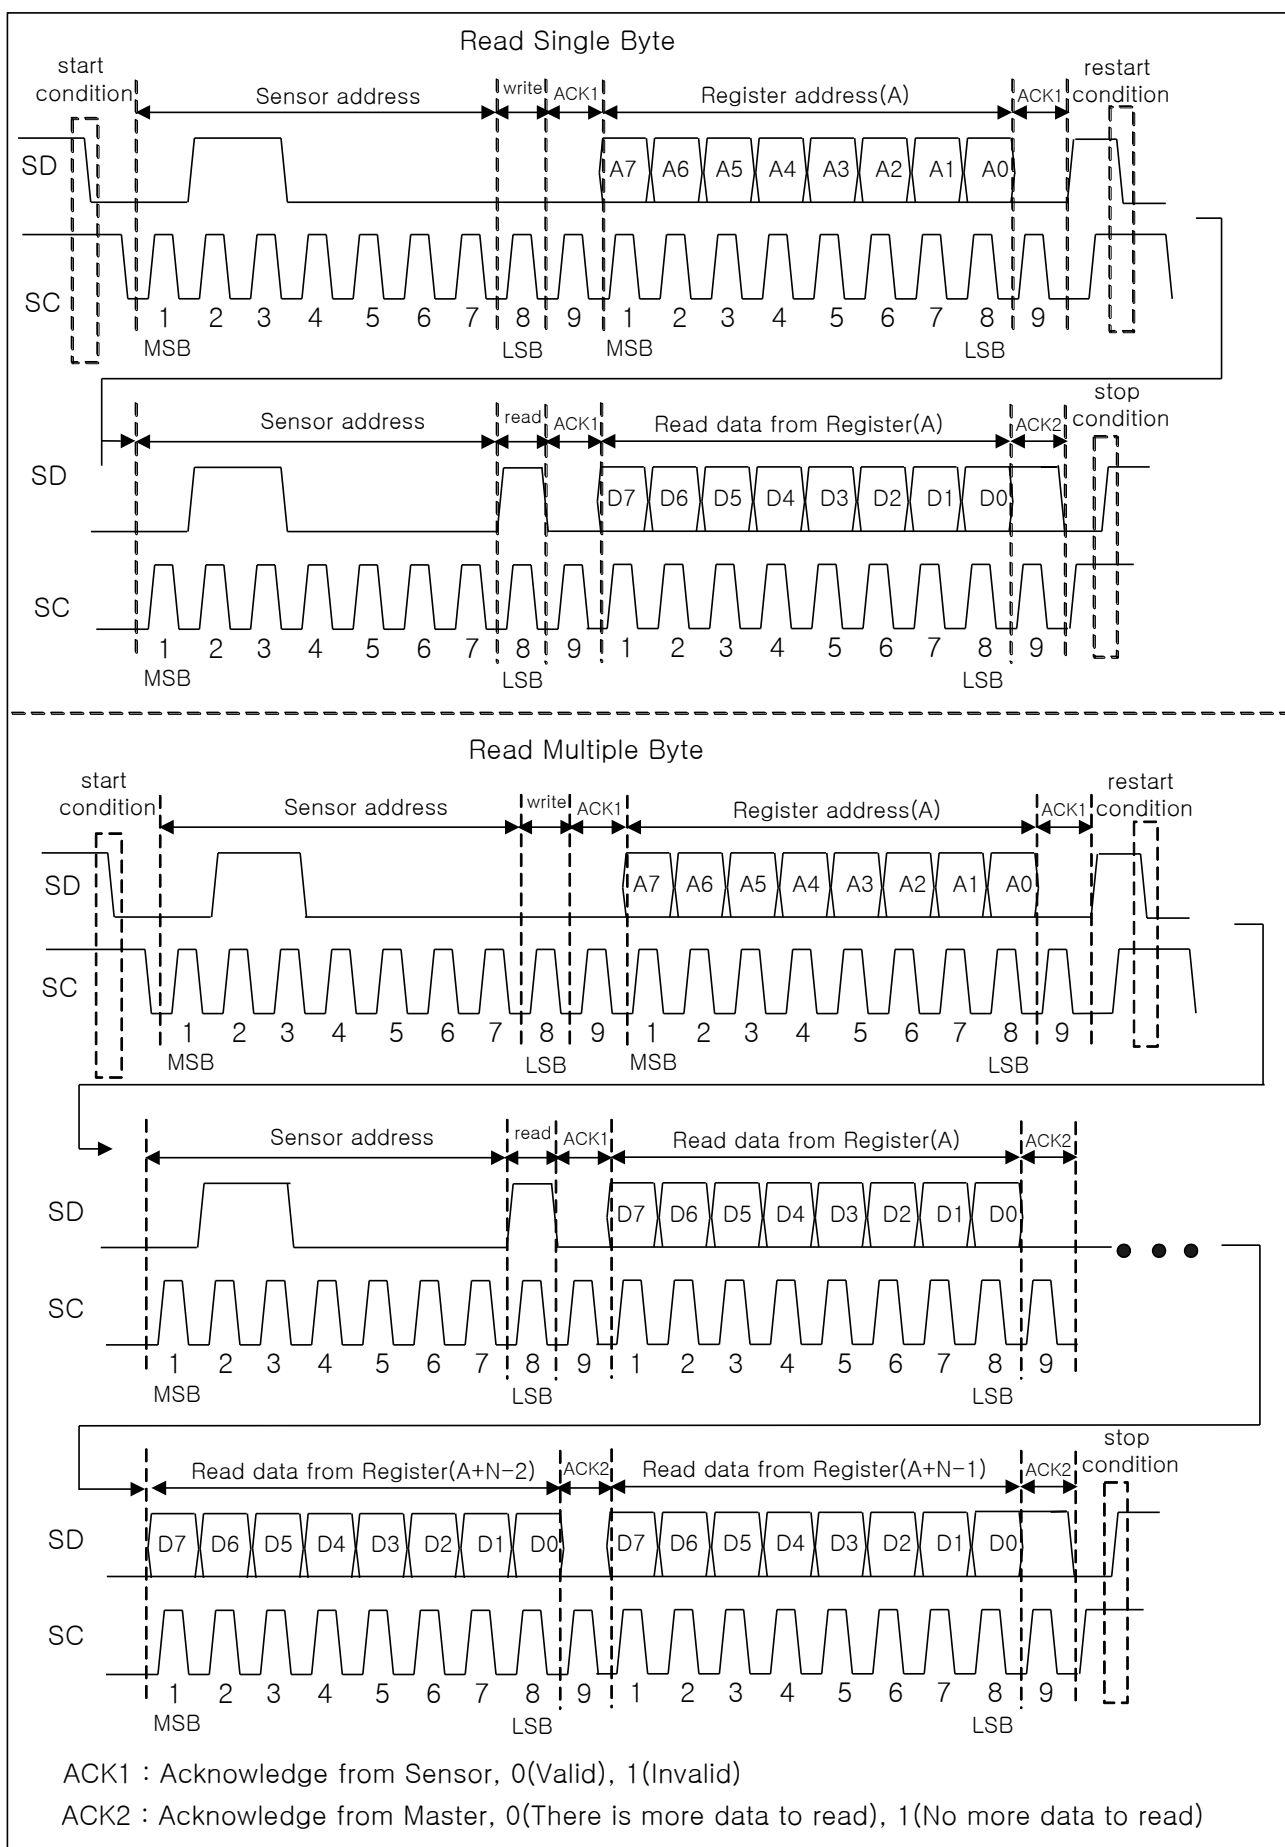 Read Single Byte
start condition
Sensor address write ACK1 Register address(A) ACK1
restart condition
SD
A7 A6 A5 A4 A3 A2 A1 A0
SC
1 2 3 4 5 6 7 8 9 1 2 3 4 5 6 7 8 9
MSB LSB MSB LSB
Sensor address read ACK1 Read data from Register(A) ACK2
stop condition
SD
D7 D6 D5 D4 D3 D2 D1 D0
SC
1 2 3 4 5 6 7 8 9 1 2 3 4 5 6 7 8 9
MSB LSB LSB
Read Multiple Byte
start condition
Sensor address write ACK1 Register address(A) ACK1
restart condition
SD
A7 A6 A5 A4 A3 A2 A1 A0
SC
1 2 3 4 5 6 7 8 9 1 2 3 4 5 6 7 8 9
MSB LSB MSB LSB
Sensor address read ACK1 Read data from Register(A) ACK2
SD
D7 D6 D5 D4 D3 D2 D1 D0
SC
1 2 3 4 5 6 7 8 9 1 2 3 4 5 6 7 8 9
MSB LSB LSB
Read data from Register(A+N-2) ACK2 Read data from Register(A+N-1) ACK2
stop condition
SD
D7 D6 D5 D4 D3 D2 D1 D0 D7 D6 D5 D4 D3 D2 D1 D0
SC
1 2 3 4 5 6 7 8 9 1 2 3 4 5 6 7 8 9
MSB LSB LSB
ACK1 : Acknowledge from Sensor, 0(Valid), 1(Invalid)
ACK2 : Acknowledge from Master, 0(There is more data to read), 1(No more data to read)